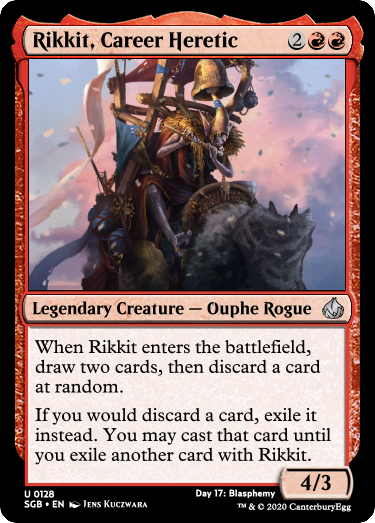 Rikkit, Career Heretic 2
Legendary Creature — Ouphe Rogue
When Rikkit enters the battlefield,
draw two cards, then discard a card
at random.
If you would discard a card, exile it
instead. You may cast that card until
you exile another card with Rikkit.
4/3
U 0128 Day 17: Blasphemy
SGB • EN Jens Kuczwara ™ & © 2020 CanterburyEgg